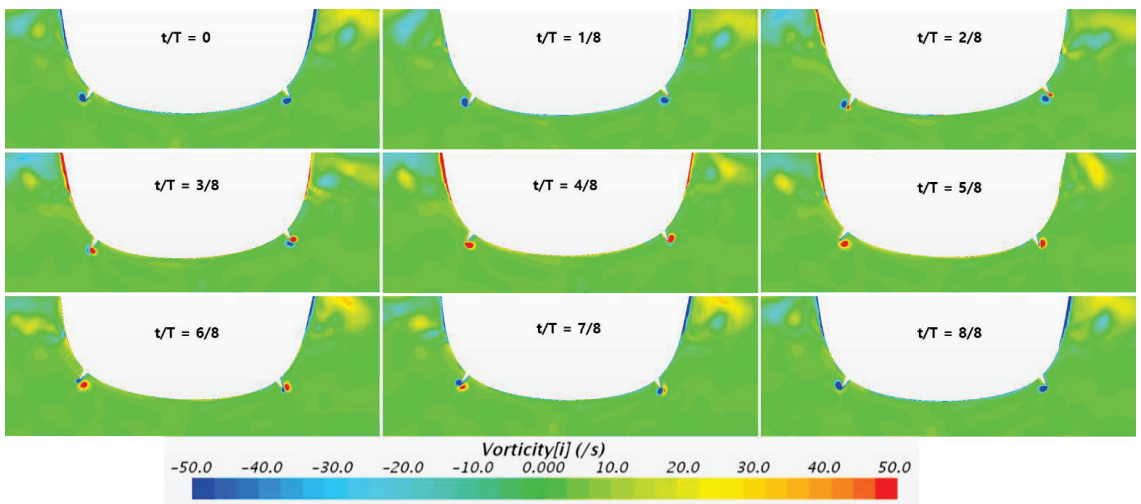 t/T = 0
t/T = 1/8
t/T = 2/8
t/T = 3/8
t/T = 4/8
t/T = 5/8
t/T = 6/8
t/T = 7/8
t/T = 8/8
Vorticity[i] (/s)
-50.0 -40.0 -30.0 -20.0 -10.0 0.000 10.0 20.0 30.0 40.0 50.0